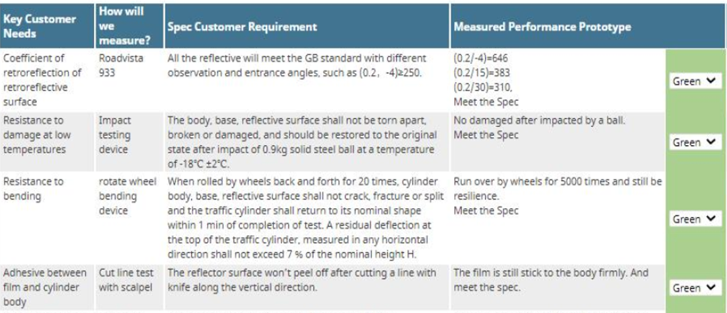 Key Customer Needs
How will we measure?
Spec Customer Requirement
Measured Performance Prototype
Coefficient of
retroreflection of
retroreflective
surface
Roadvista
933
All the reflective will meet the GB standard with different
observation and entrance angles, such as (0.2，-4)≥250.
(0.2/-4)=646
(0.2/15)=383
(0.2/30)=310,
Meet the Spec
Green
Resistance to
damage at low
temperatures
Impact
testing
device
The body, base, reflective surface shall not be torn apart,
broken or damaged, and should be restored to the original
state after impact of 0.9kg solid steel ball at a temperature
of -18°C ±2°C.
No damaged after impacted by a ball.
Meet the Spec
Green
Resistance to
bending
rotate wheel
bending
device
When rolled by wheels back and forth for 20 times, cylinder
body, base, reflective surface shall not crack, fracture or split
and the traffic cylinder shall return to its nominal shape
within 1 min of completion of test. A residual deflection at
the top of the traffic cylinder, measured in any horizontal
direction shall not exceed 7 % of the nominal height H.
Run over by wheels for 5000 times and still be
resilience.
Meet the Spec
Green
Adhesive between
film and cylinder
body
Cut line test
with scalpel
The reflector surface won't peel off after cutting a line with
knife along the vertical direction.
The film is still stick to the body firmly. And
meet the spec.
Green